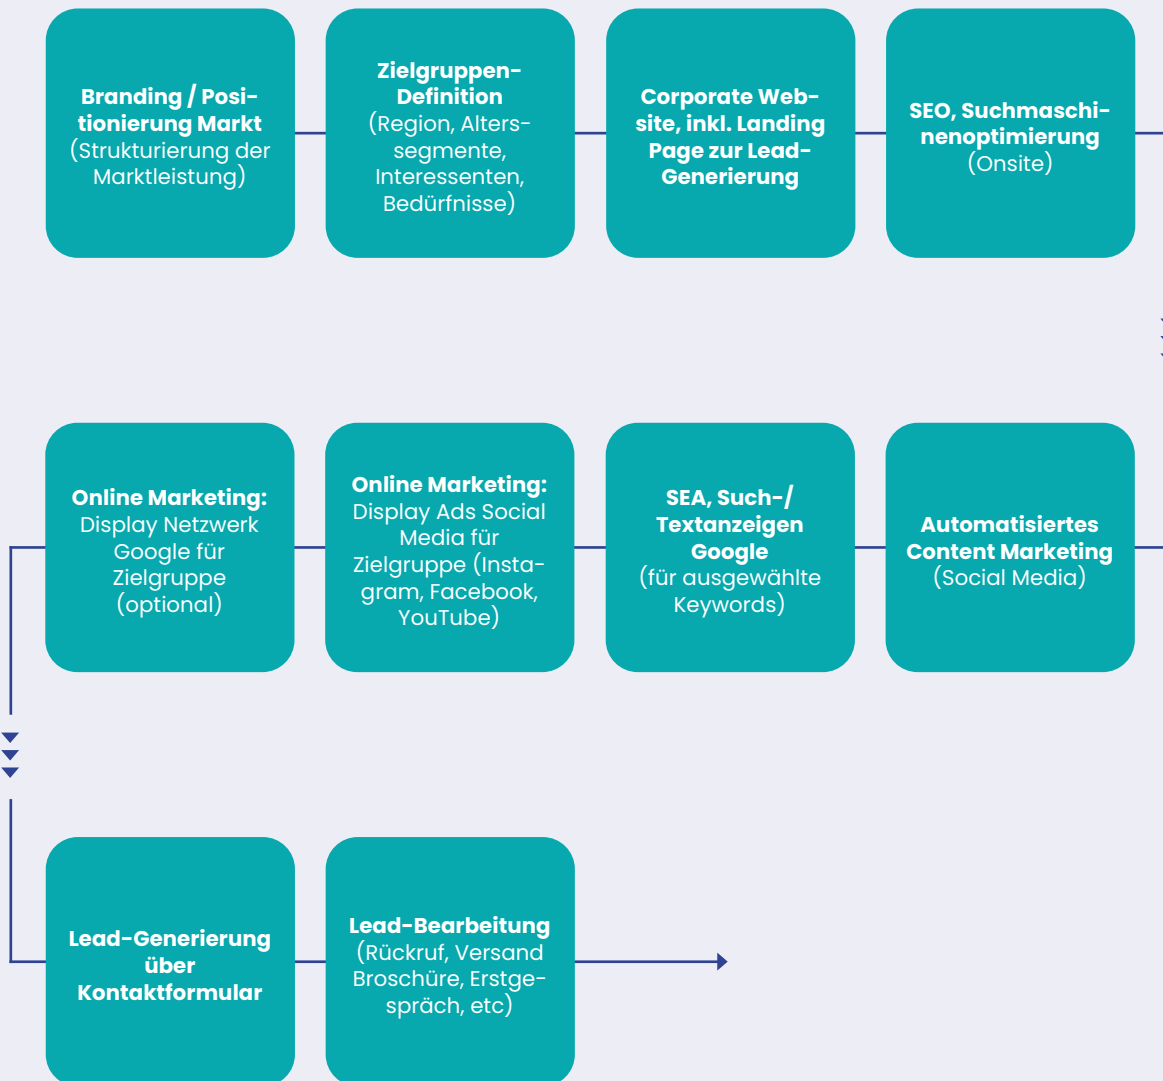 Branding / Posi-
tionierung Markt
(Strukturierung der
Marktleistung)
Zielgruppen-
Definition
(Region, Alters-
segmente,
Interessenten,
Bedürfnisse)
Corporate Web-
site, inkl. Landing
Page zur Lead-
Generierung
SEO, Suchmaschi-
nenoptimierung
(Onsite)
Online Marketing:
Display Netzwerk
Google für
Zielgruppe
(optional)
Online Marketing:
Display Ads Social
Media für
Zielgruppe (Insta-
gram, Facebook,
YouTube)
SEA, Such-/
Textanzeigen
Google
(für ausgewählte
Keywords)
Automatisiertes
Content Marketing
(Social Media)
Lead-Generierung
über
Kontaktformular
Lead-Bearbeitung
(Rückruf, Versand
Broschüre, Erstge-
spräch, etc)